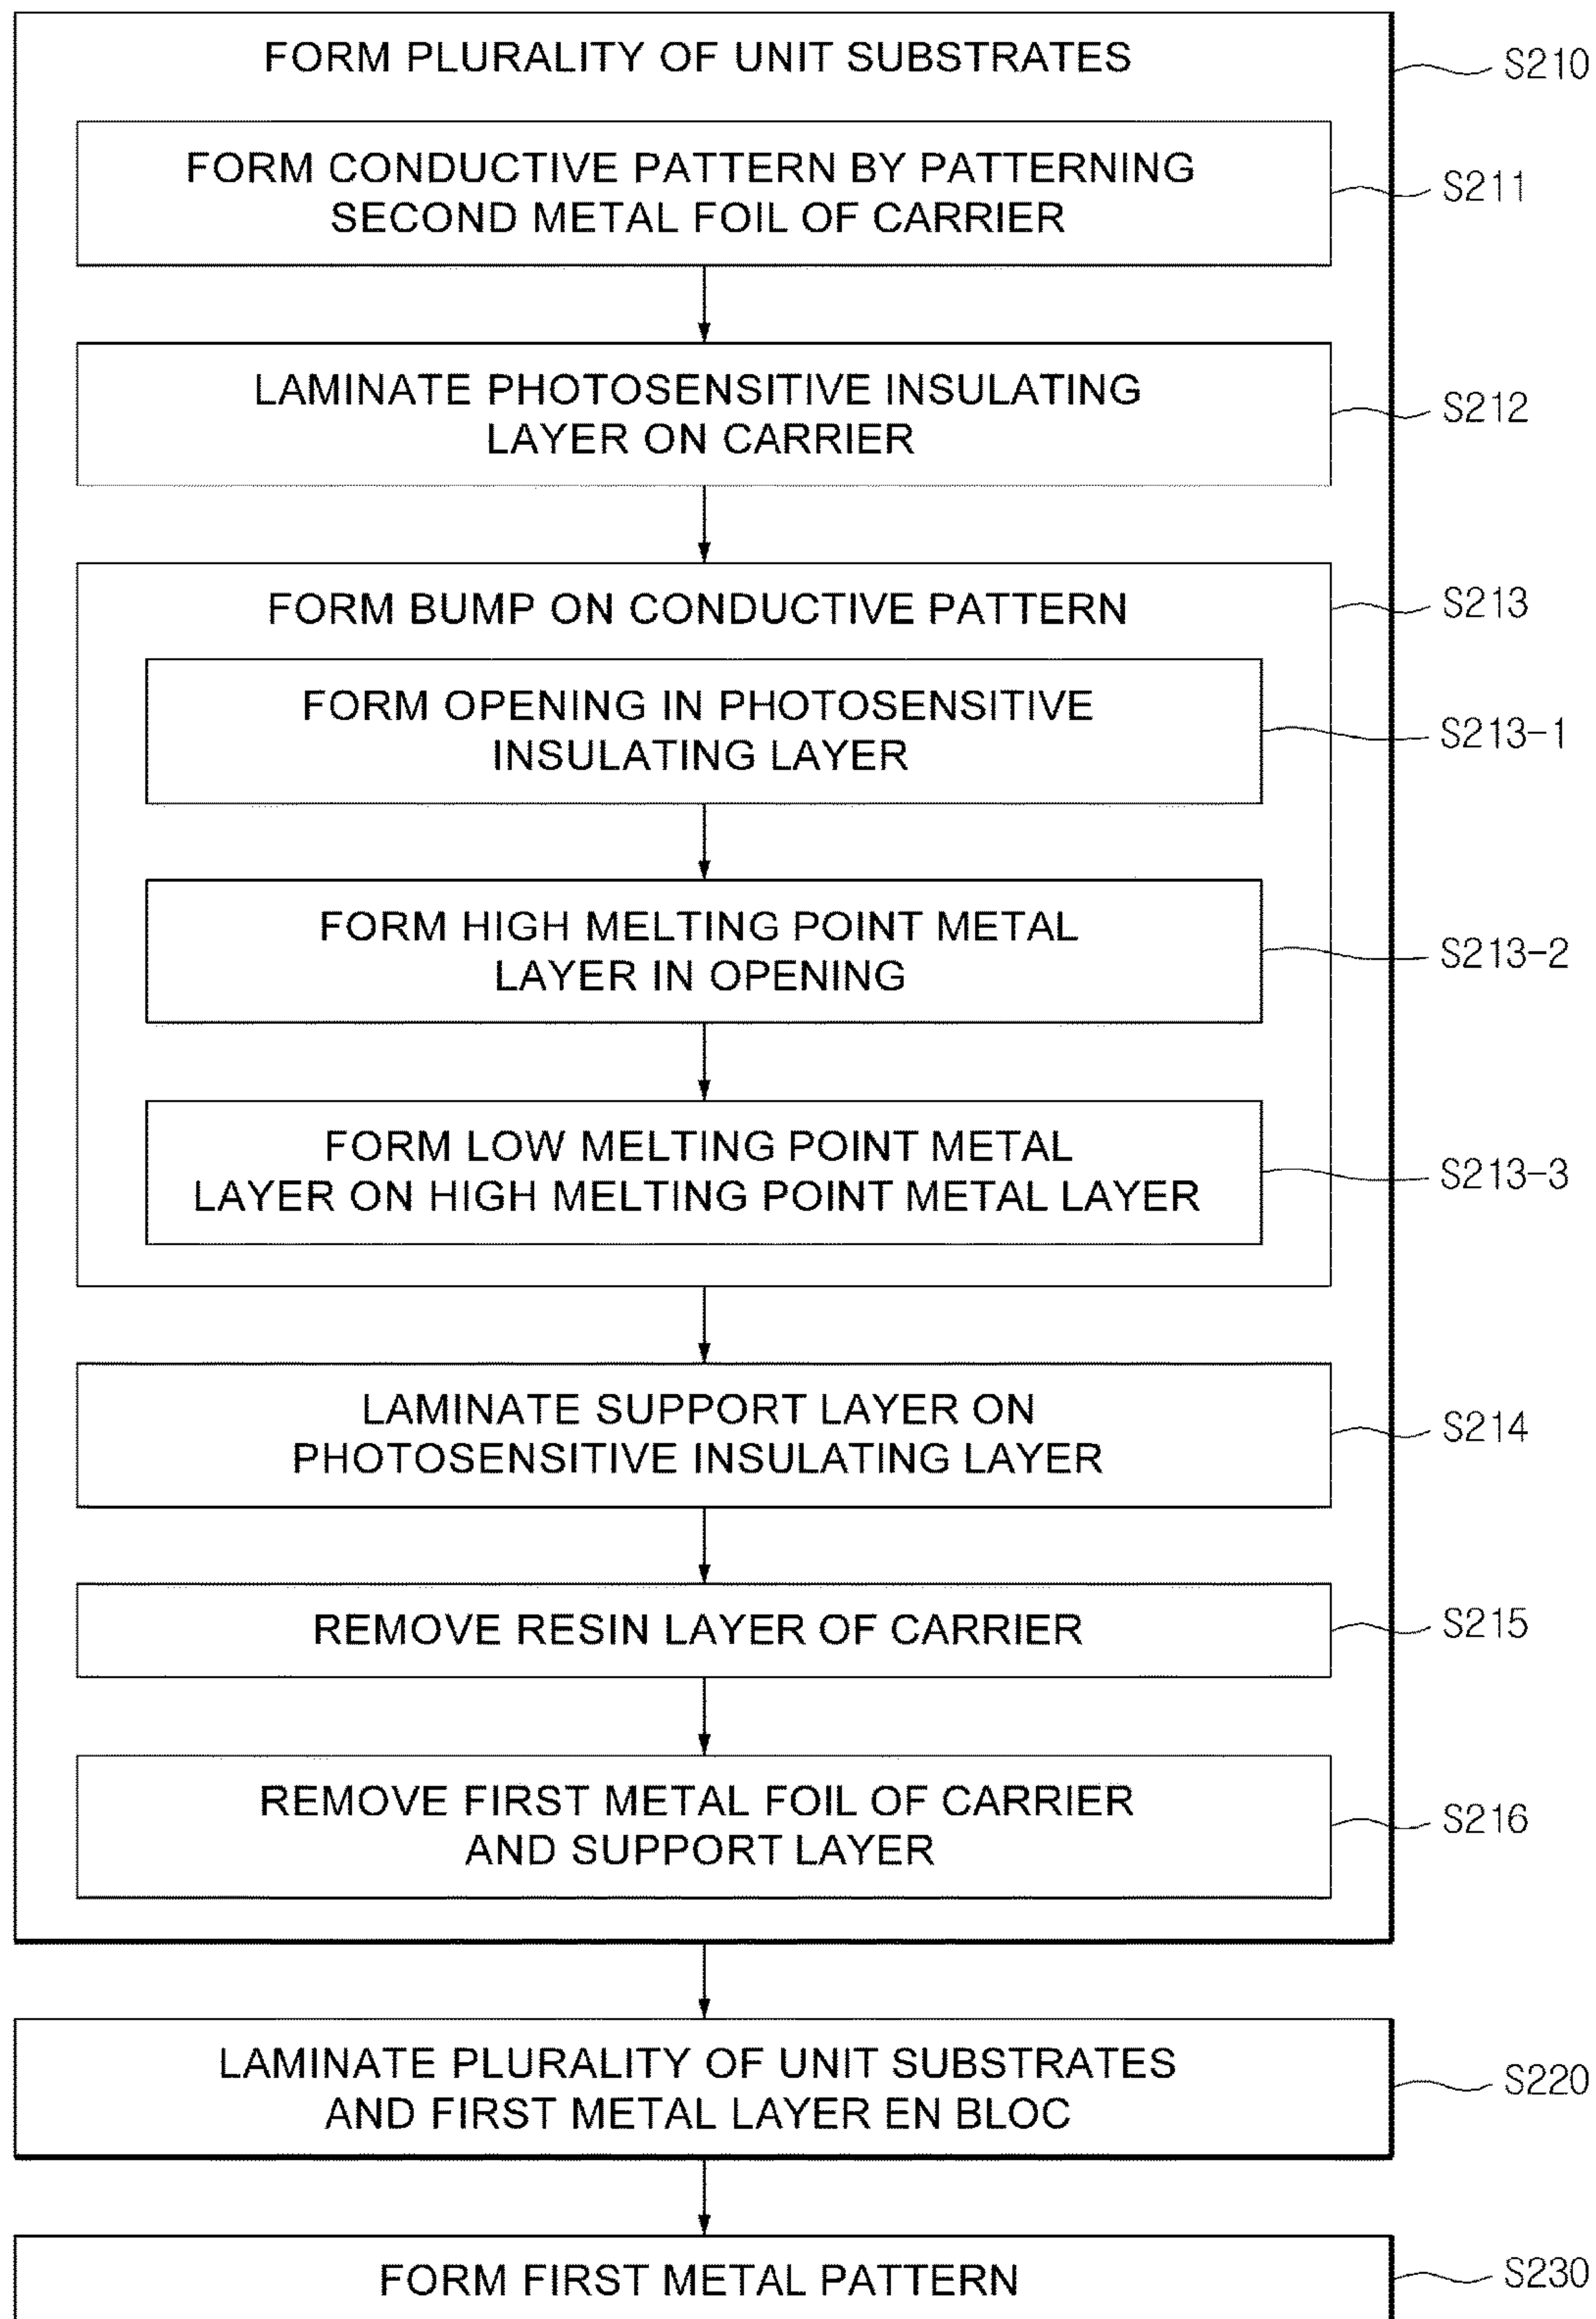 FORM PLURALITY OF UNIT SUBSTRATES
S210
FORM CONDUCTIVE PATTERN BY PATTERNING
SECOND METAL FOIL OF CARRIER
S211
LAMINATE PHOTOSENSITIVE INSULATING
LAYER ON CARRIER
S212
FORM BUMP ON CONDUCTIVE PATTERN
S213
FORM OPENING IN PHOTOSENSITIVE
INSULATING LAYER
S213-1
FORM HIGH MELTING POINT METAL
LAYER IN OPENING
S213-2
FORM LOW MELTING POINT METAL
LAYER ON HIGH MELTING POINT METAL LAYER
S213-3
LAMINATE SUPPORT LAYER ON
PHOTOSENSITIVE INSULATING LAYER
S214
REMOVE RESIN LAYER OF CARRIER
S215
REMOVE FIRST METAL FOIL OF CARRIER
AND SUPPORT LAYER
S216
LAMINATE PLURALITY OF UNIT SUBSTRATES
AND FIRST METAL LAYER EN BLOC
S220
FORM FIRST METAL PATTERN
S230